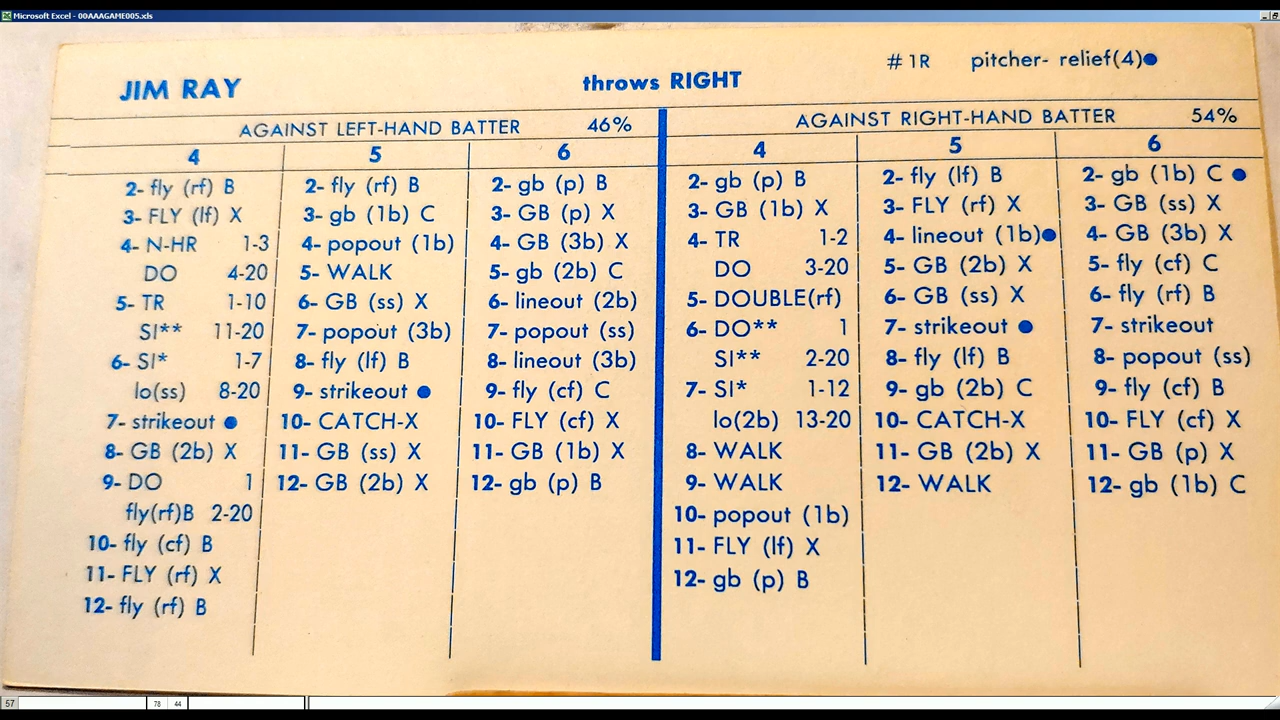 Microsoft Excel - 00AAAGAME005.xls
JIM RAY
throws RIGHT
#1R pitcher- relief(4)●
AGAINST LEFT-HAND BATTER 46%
4
2- fly (rf) B
3- FLY (lf) X
4- N-HR 1-3
DO 4-20
5- TR 1-10
SI** 11-20
6- SI* 1-7
lo(ss) 8-20
7- strikeout ●
8- GB (2b) X
9- DO 1
fly(rf)B 2-20
10- fly (cf) B
11- FLY (rf) X
12- fly (rf) B
5
2- fly (rf) B
3- gb (1b) C
4- popout (1b)
5- WALK
6- GB (ss) X
7- popout (3b)
8- fly (lf) B
9- strikeout ●
10- CATCH-X
11- GB (ss) X
12- GB (2b) X
6
2- gb (p) B
3- GB (p) X
4- GB (3b) X
5- gb (2b) C
6- lineout (2b)
7- popout (ss)
8- lineout (3b)
9- fly (cf) C
10- FLY (cf) X
11- GB (1b) X
12- gb (p) B
AGAINST RIGHT-HAND BATTER 54%
4
2- gb (p) B
3- GB (1b) X
4- TR 1-2
DO 3-20
5- DOUBLE(rf)
6- DO** 1
SI** 2-20
7- SI* 1-12
lo(2b) 13-20
8- WALK
9- WALK
10- popout (1b)
11- FLY (lf) X
12- gb (p) B
5
2- fly (lf) B
3- FLY (rf) X
4- lineout (1b)●
5- GB (2b) X
6- GB (ss) X
7- strikeout ●
8- fly (lf) B
9- gb (2b) C
10- CATCH-X
11- GB (2b) X
12- WALK
6
2- gb (1b) C ●
3- GB (ss) X
4- GB (3b) X
5- fly (cf) C
6- fly (rf) B
7- strikeout
8- popout (ss)
9- fly (cf) B
10- FLY (cf) X
11- GB (p) X
12- gb (1b) C
57 78 44